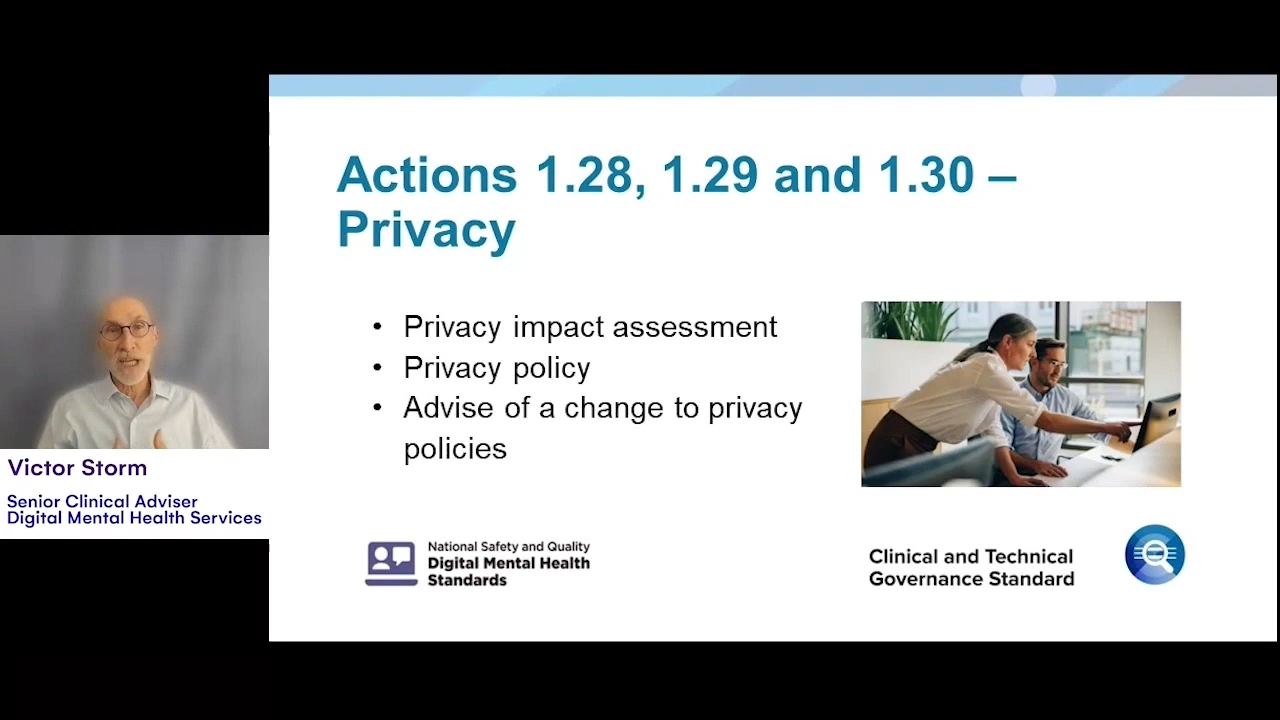 Actions 1.28, 1.29 and 1.30 –
Privacy
• Privacy impact assessment
• Privacy policy
• Advise of a change to privacy
policies
Victor Storm
Senior Clinical Adviser
Digital Mental Health Services
National Safety and Quality
Digital Mental Health
Standards
Clinical and Technical
Governance Standard